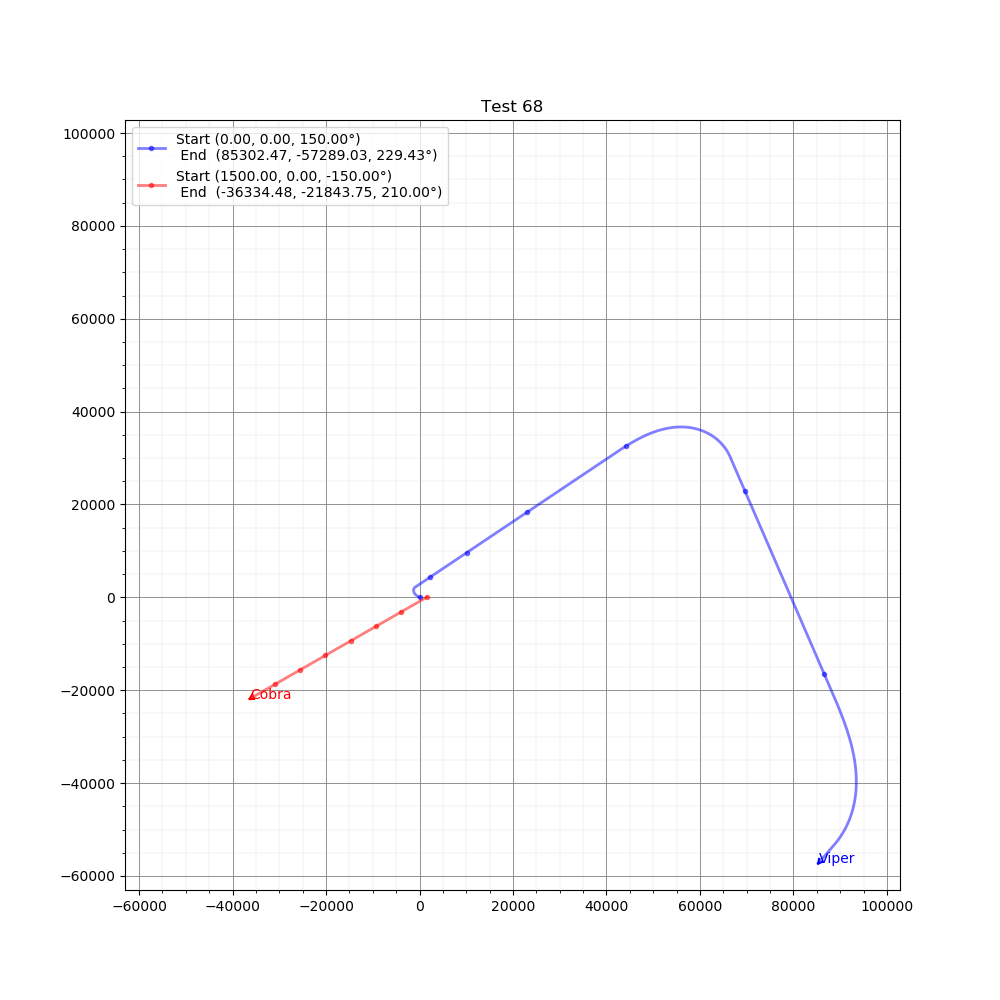 Test 68
Start (0.00, 0.00, 150.00°)
End (85302.47, -57289.03, 229.43°)
Start (1500.00, 0.00, -150.00°)
End (-36334.48, -21843.75, 210.00°)
100000
80000
60000
40000
20000
0
−20000
−40000
−60000
Cobra
Viper
−60000 −40000 −20000 0 20000 40000 60000 80000 100000